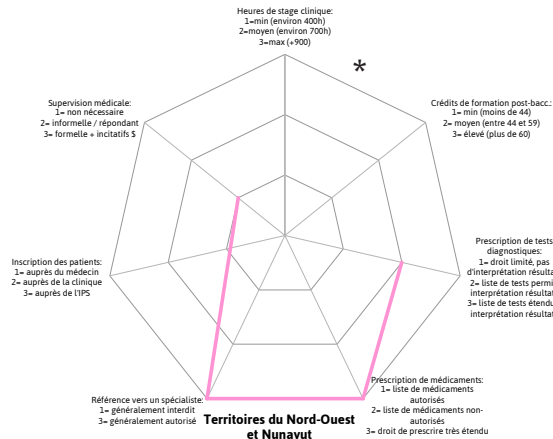 Heures de stage clinique:
1=min (environ 400h)
2=moyen (environ 700h)
3=max (+900)
*
Supervision médicale:
1= non nécessaire
2= informelle / répondant
3= formelle + incitatifs $
Crédits de formation post-bacc.:
1= min (moins de 44)
2= moyen (entre 44 et 59)
3= élevé (plus de 60)
Inscription des patients:
1= auprès du médecin
2= auprès de la clinique
3= auprès de l'IPS
Prescription de tests
diagnostiques:
1= droit limité, pas
d'interprétation résulta
2= liste de tests permi
interprétation résultat
3= liste de tests étendu
interprétation résultat
Référence vers un spécialiste:
1= généralement interdit
3= généralement autorisé
Prescription de médicaments:
1= liste de médicaments
autorisés
2= liste de médicaments non-
autorisés
3= droit de prescrire très étendu
Territoires du Nord-Ouest
et Nunavut